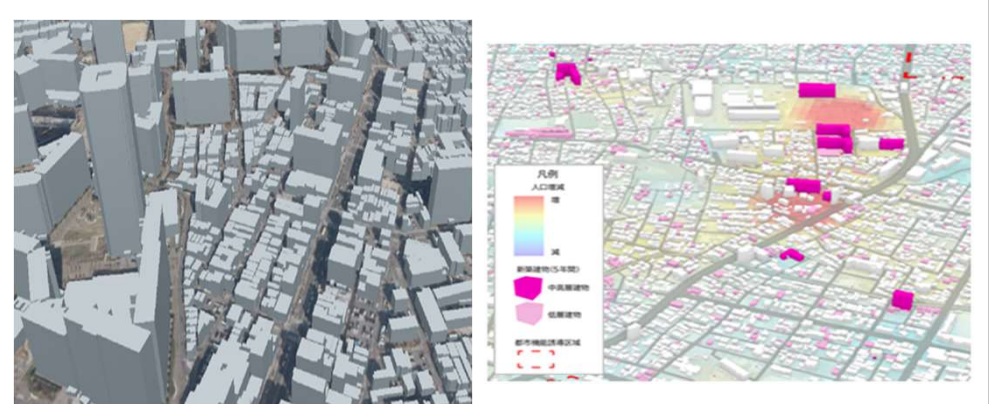 凡例
人口増減
増
減
新築建物(5年間)
中高層建物
低層建物
都市機能誘導区域